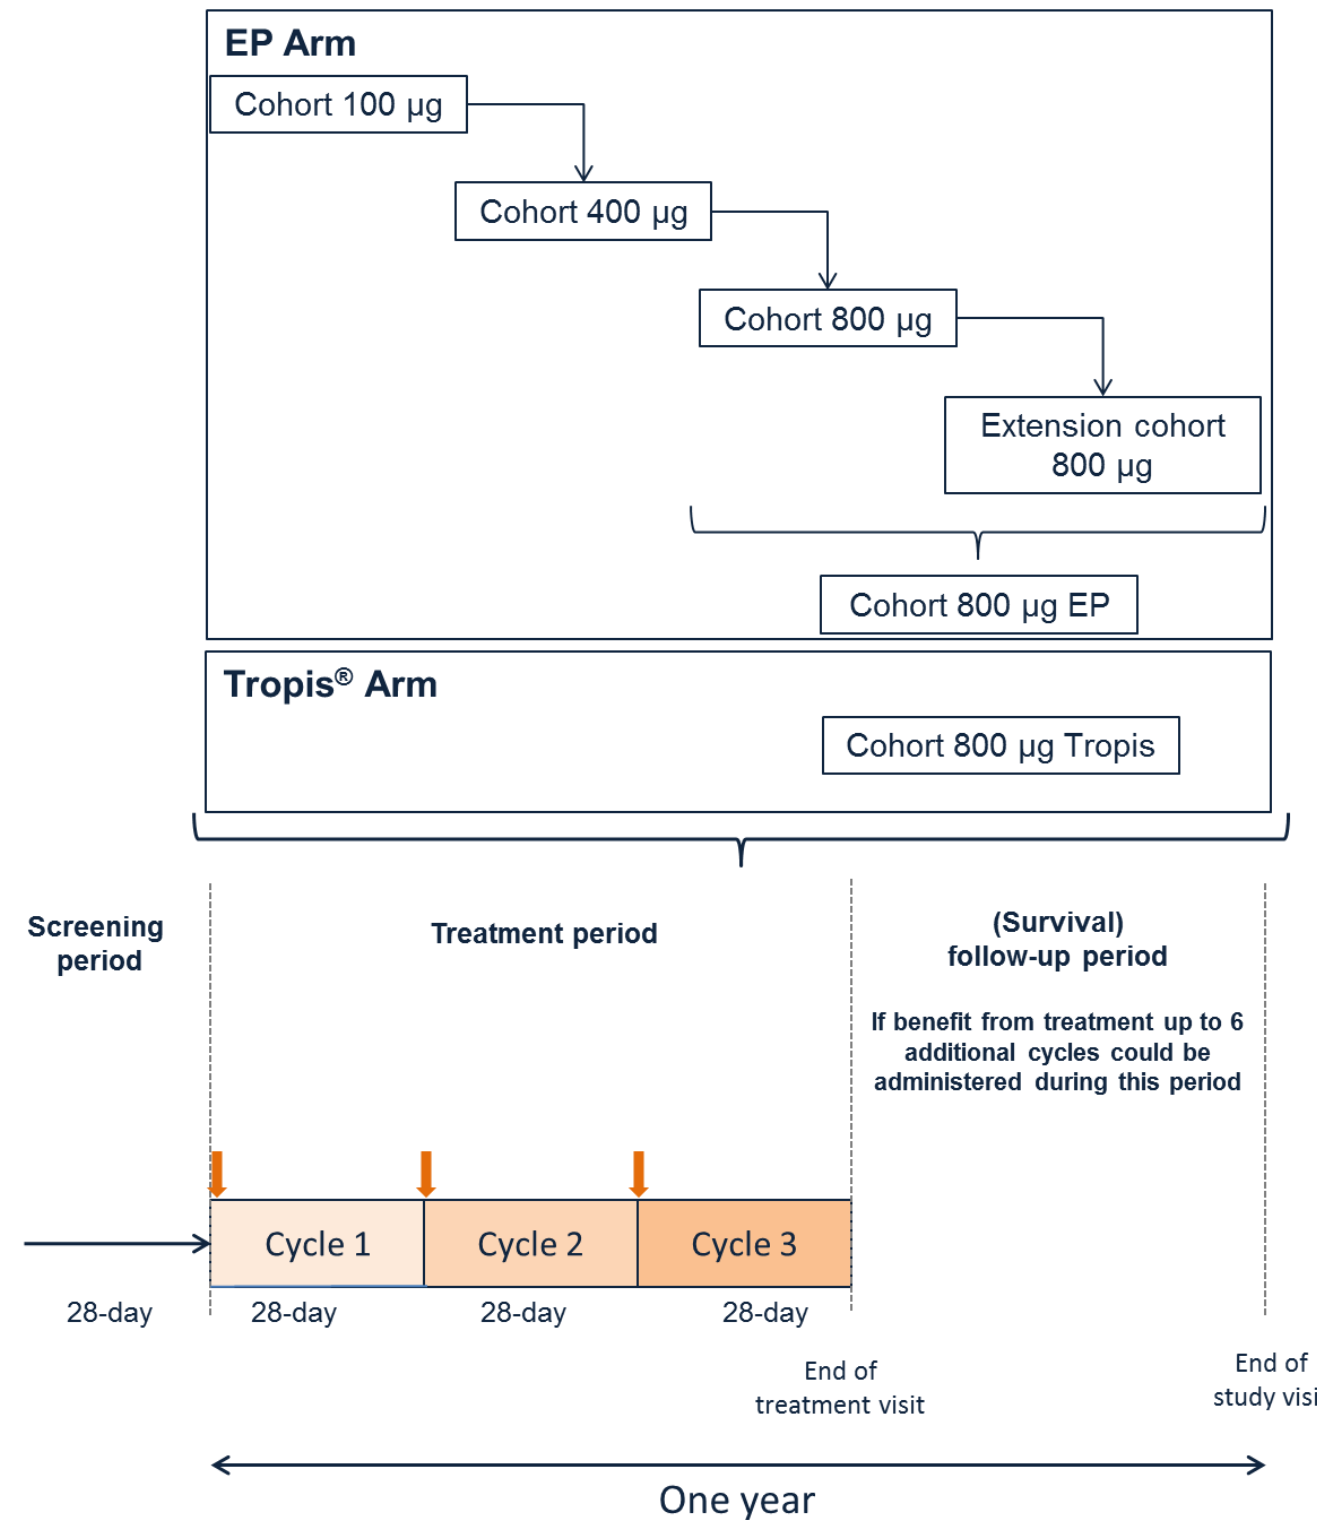 EP Arm
Cohort 100 µg
Cohort 400 µg
Cohort 800 µg
Extension cohort
800 µg
Cohort 800 µg EP
Tropis® Arm
Cohort 800 µg Tropis
Screening
period
Treatment period
(Survival)
follow-up period
If benefit from treatment up to 6
additional cycles could be
administered during this period
Cycle 1
Cycle 2
Cycle 3
28-day
28-day
28-day
28-day
End of
treatment visit
End of
study visi
One year